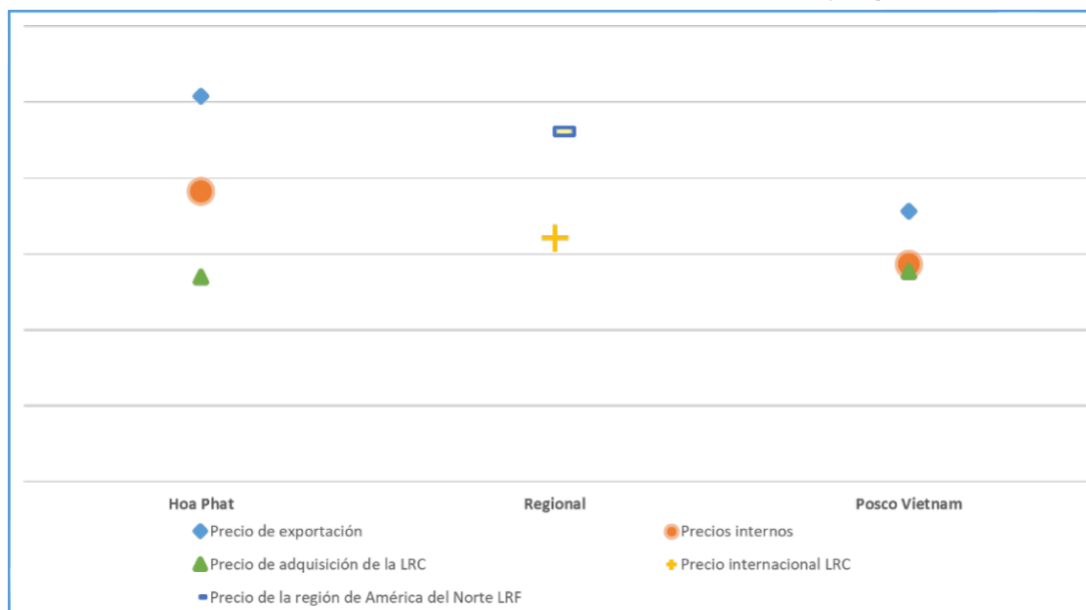 Hoa Phat Regional Posco Vietnam
Precio de exportación Precios internos
Precio de adquisición de la LRC Precio internacional LRC
Precio de la región de América del Norte LRF